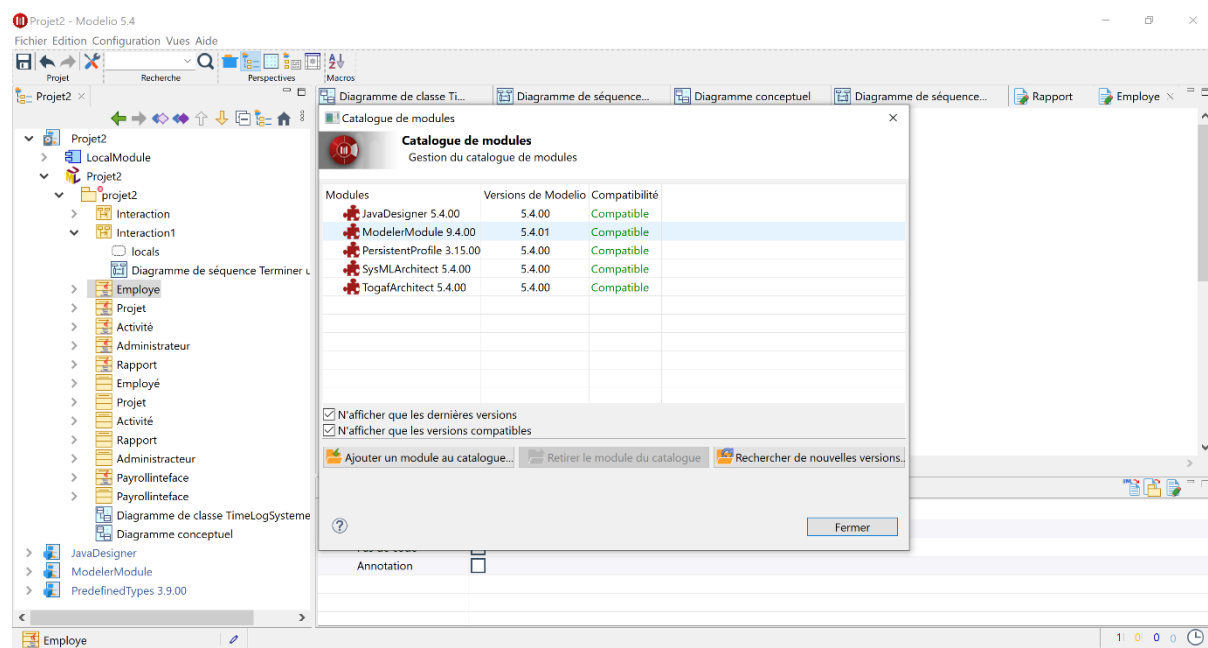 Projet2 - Modelio 5.4
Fichier Edition Configuration Vues Aide
Projet Recherche Perspectives Macros
Projet2
Diagramme de classe Ti... Diagramme de séquence... Diagramme conceptuel Diagramme de séquence... Rapport Employe
Projet2
LocalModule
Projet2
projet2
Interaction
Interaction1
locals
Diagramme de séquence Terminer
Employe
Projet
Activité
Administrateur
Rapport
Employé
Projet
Activité
Rapport
Administracteur
Payrollinteface
Payrollinteface
Diagramme de classe TimeLogSysteme
Diagramme conceptuel
JavaDesigner
ModelerModule
PredefinedTypes 3.9.00
Catalogue de modules
Catalogue de modules
Gestion du catalogue de modules
Modules Versions de Modelio Compatibilité
JavaDesigner 5.4.00 5.4.00 Compatible
ModelerModule 9.4.00 5.4.01 Compatible
PersistentProfile 3.15.00 5.4.00 Compatible
SysMLArchitect 5.4.00 5.4.00 Compatible
TogafArchitect 5.4.00 5.4.00 Compatible
N'afficher que les dernières versions
N'afficher que les versions compatibles
Ajouter un module au catalogue... Retirer le module du catalogue Rechercher de nouvelles versions..
Fermer
Annotation
Employe
1 0 0 0